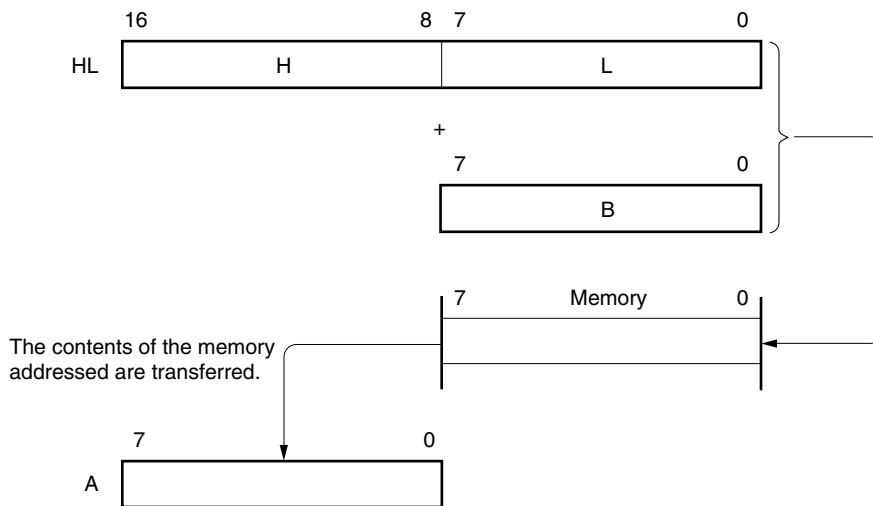 16 8 7 0
HL H L
+
7 0
B
7 Memory 0
The contents of the memory
addressed are transferred.
7 0
A